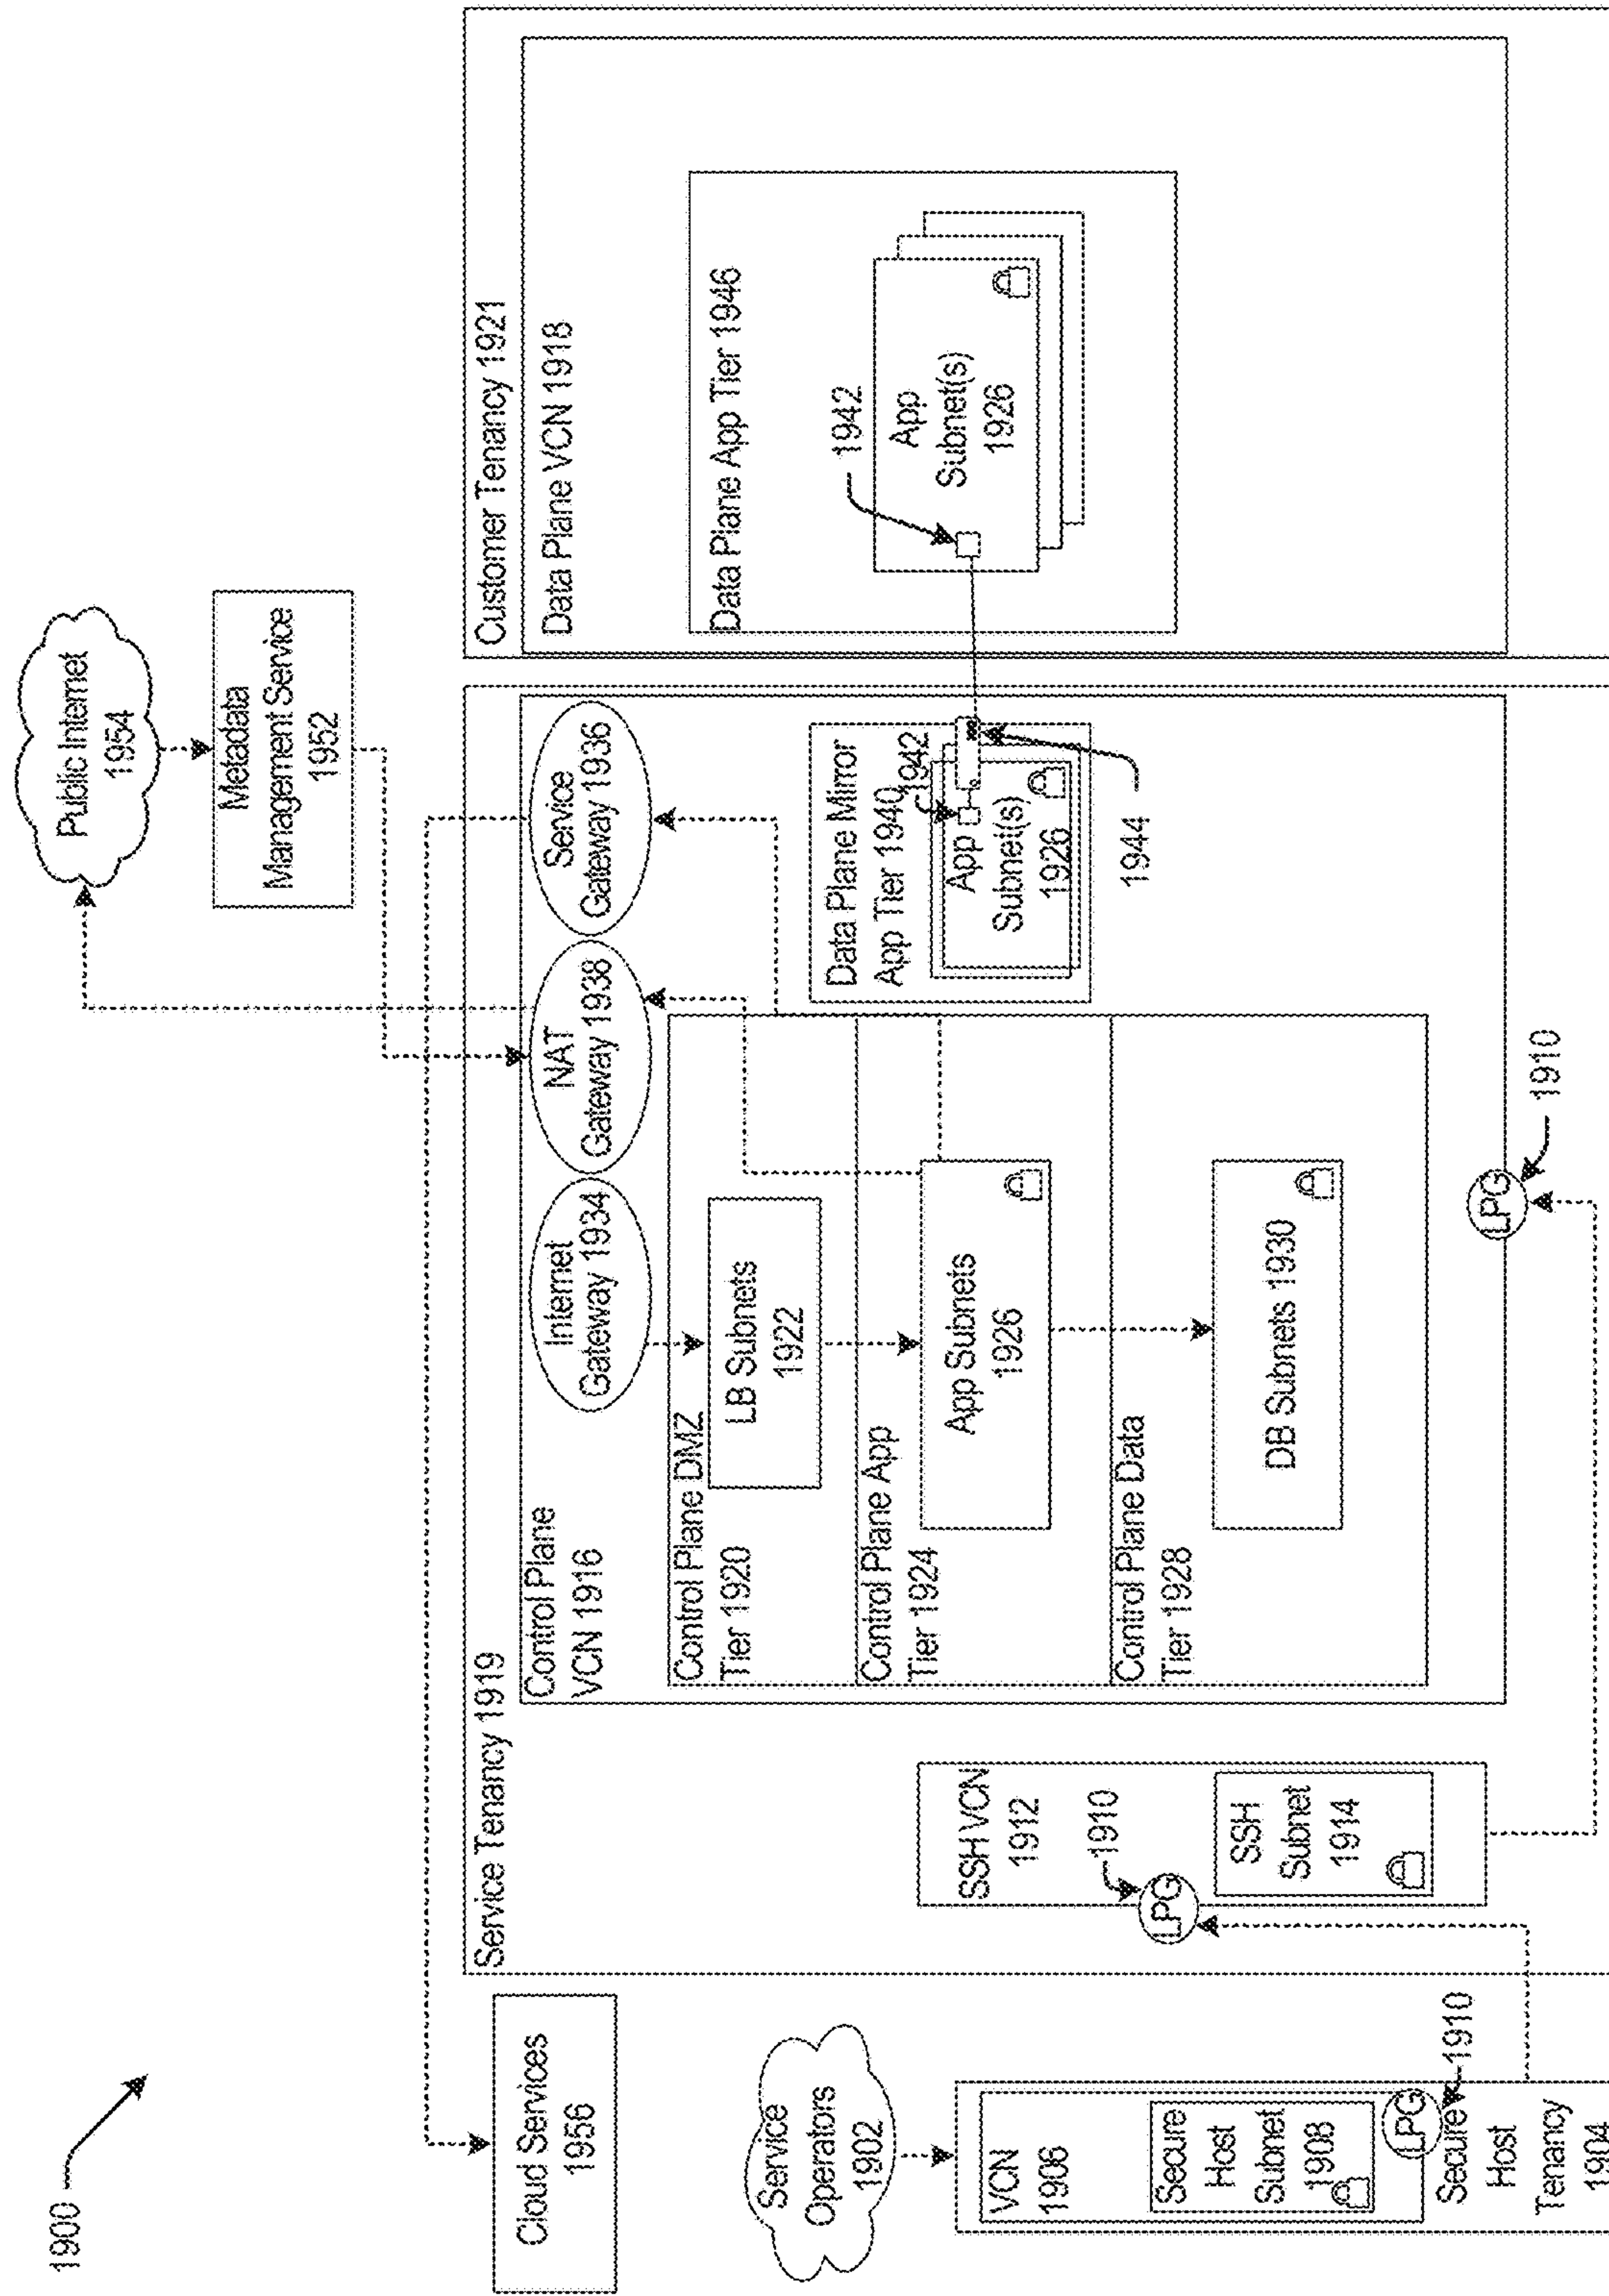 1900
Public Internet
1954
Metadata
Management Service
1952
Cloud Services
1956
Service
Operators
1902
VCN
1906
Secure
Host
Subnet
1908
LPG
1910
Secure
Host
Tenancy
1904
Service Tenancy 1919
SSH VCN
1912
1910
LPG
SSH
Subnet
1914
Control Plane
VCN 1916
Internet
Gateway 1934
NAT
Gateway 1938
Service
Gateway 1936
Control Plane DMZ
Tier 1920
LB Subnets
1922
Control Plane App
Tier 1924
App Subnets
1926
Control Plane Data
Tier 1928
DB Subnets 1930
Data Plane Mirror
App Tier 1940
1942
App
Subnet(s)
1926
1944
LPG
1910
Customer Tenancy 1921
Data Plane VCN 1918
Data Plane App Tier 1946
1942
App
Subnet(s)
1926